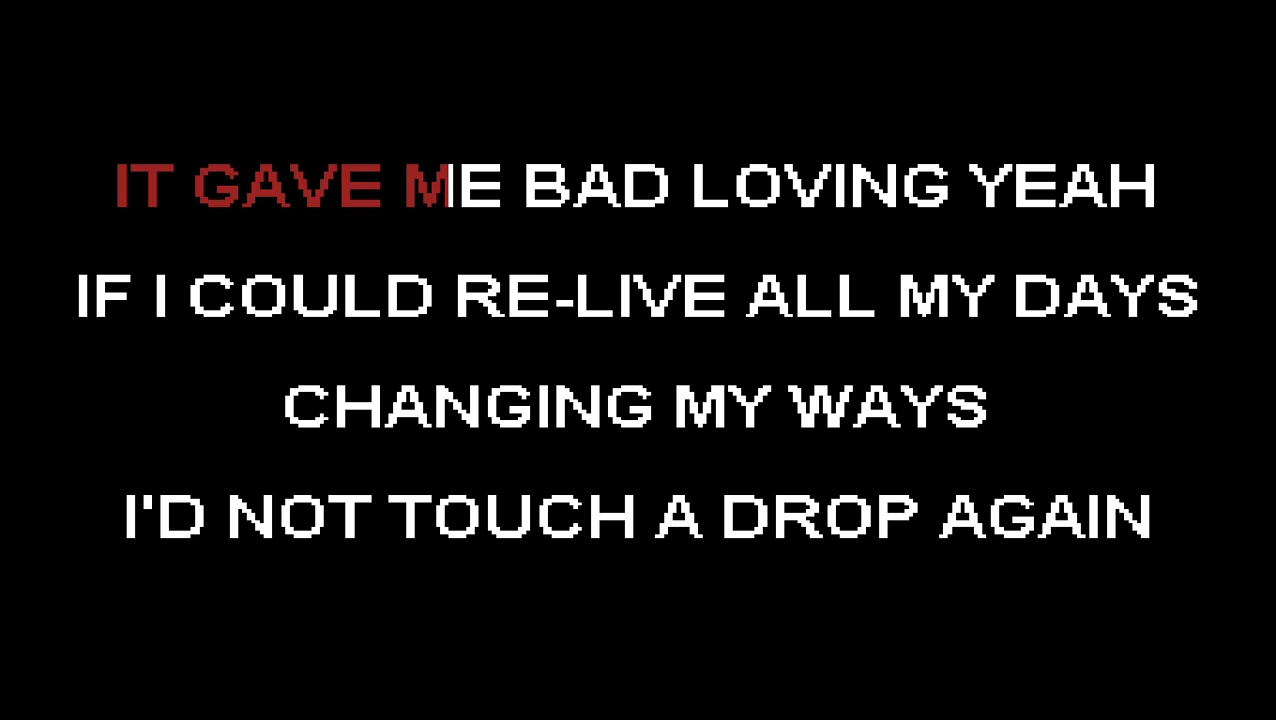 IT GAVE ME BAD LOVING YEAH
IF I COULD RE-LIVE ALL MY DAYS
CHANGING MY WAYS
I'D NOT TOUCH A DROP AGAIN